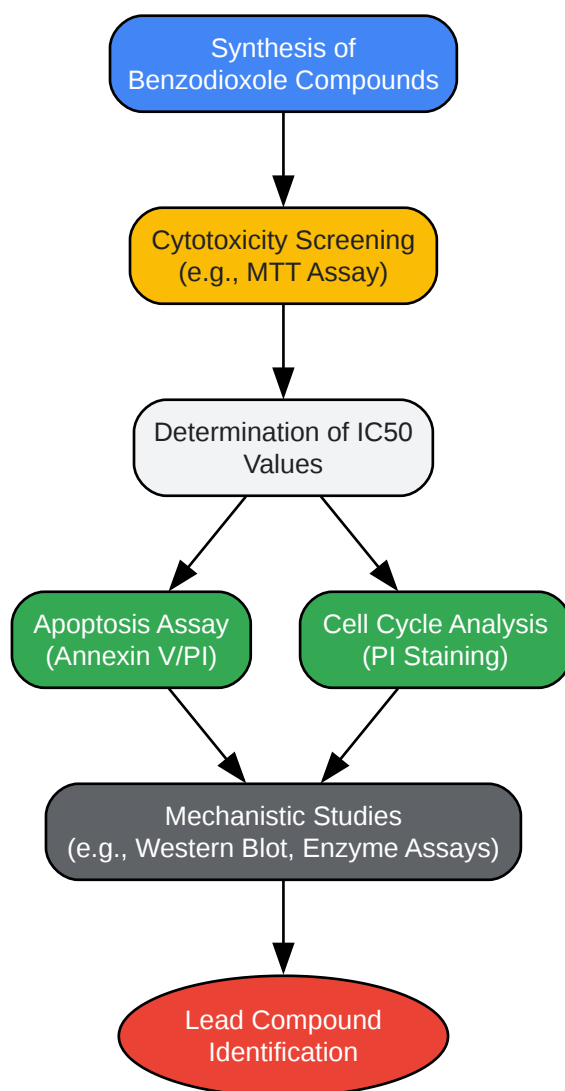 Synthesis of
Benzodioxole Compounds
Cytotoxicity Screening
(e.g., MTT Assay)
Determination of IC50
Values
Apoptosis Assay
(Annexin V/PI)
Cell Cycle Analysis
(PI Staining)
Mechanistic Studies
(e.g., Western Blot, Enzyme Assays)
Lead Compound
Identification